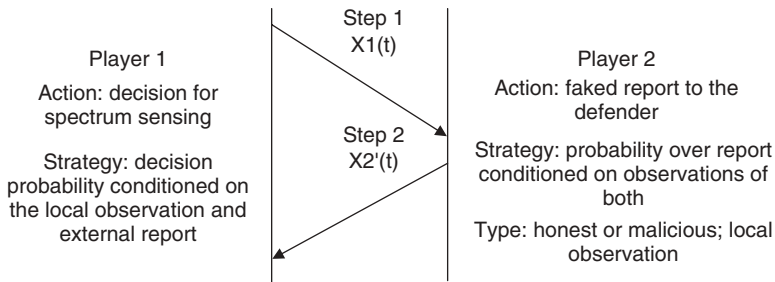 Player 1
Action: decision for
spectrum sensing
Strategy: decision
probability conditioned on
the local observation and
external report
Step 1
X1(t)
Step 2
X2'(t)
Player 2
Action: faked report to the
defender
Strategy: probability over report
conditioned on observations of
both
Type: honest or malicious; local
observation